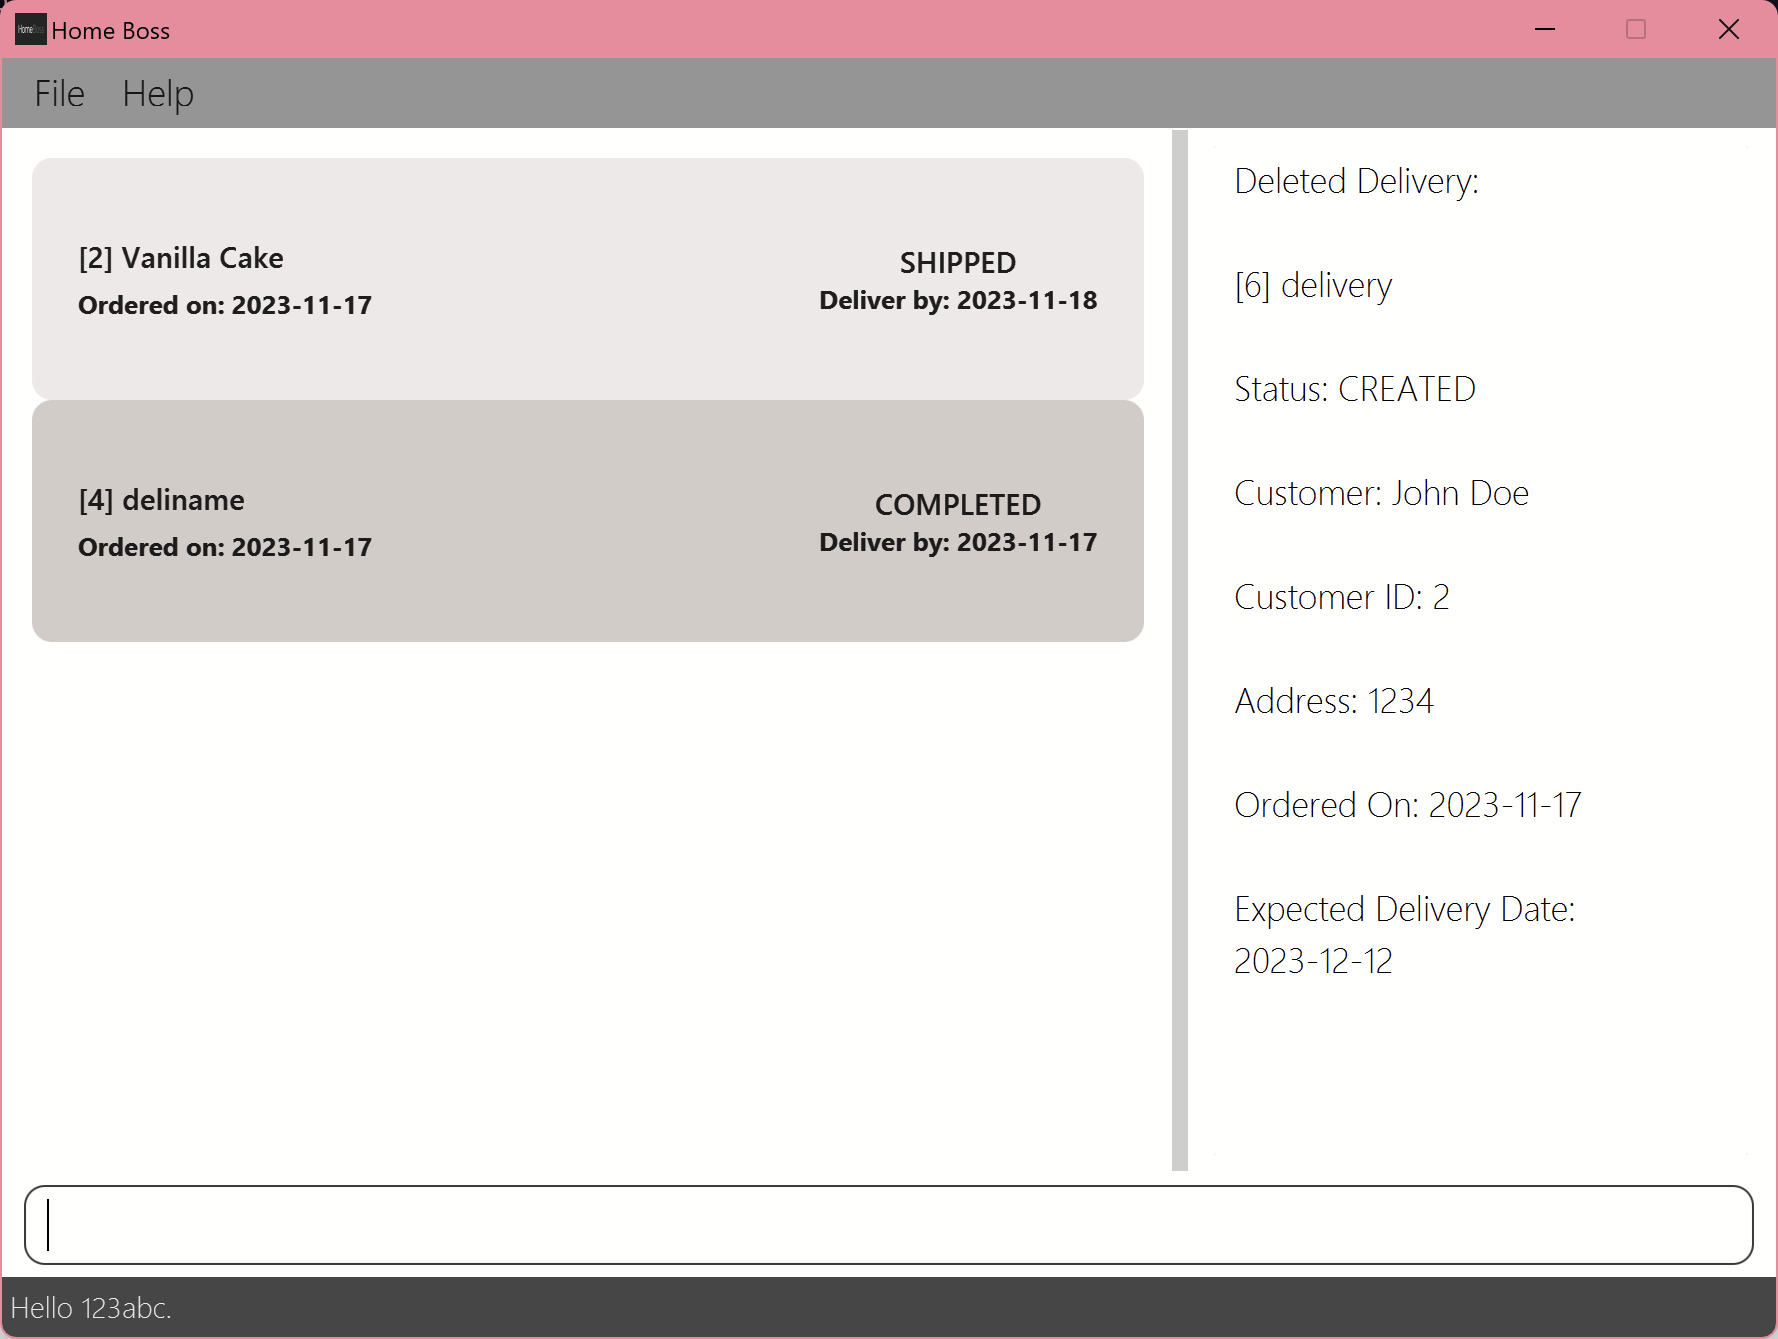 Home Boss
File Help
[2] Vanilla Cake
Ordered on: 2023-11-17
SHIPPED
Deliver by: 2023-11-18
[4] deliname
Ordered on: 2023-11-17
COMPLETED
Deliver by: 2023-11-17
Deleted Delivery:
[6] delivery
Status: CREATED
Customer: John Doe
Customer ID: 2
Address: 1234
Ordered On: 2023-11-17
Expected Delivery Date:
2023-12-12
Hello 123abc.